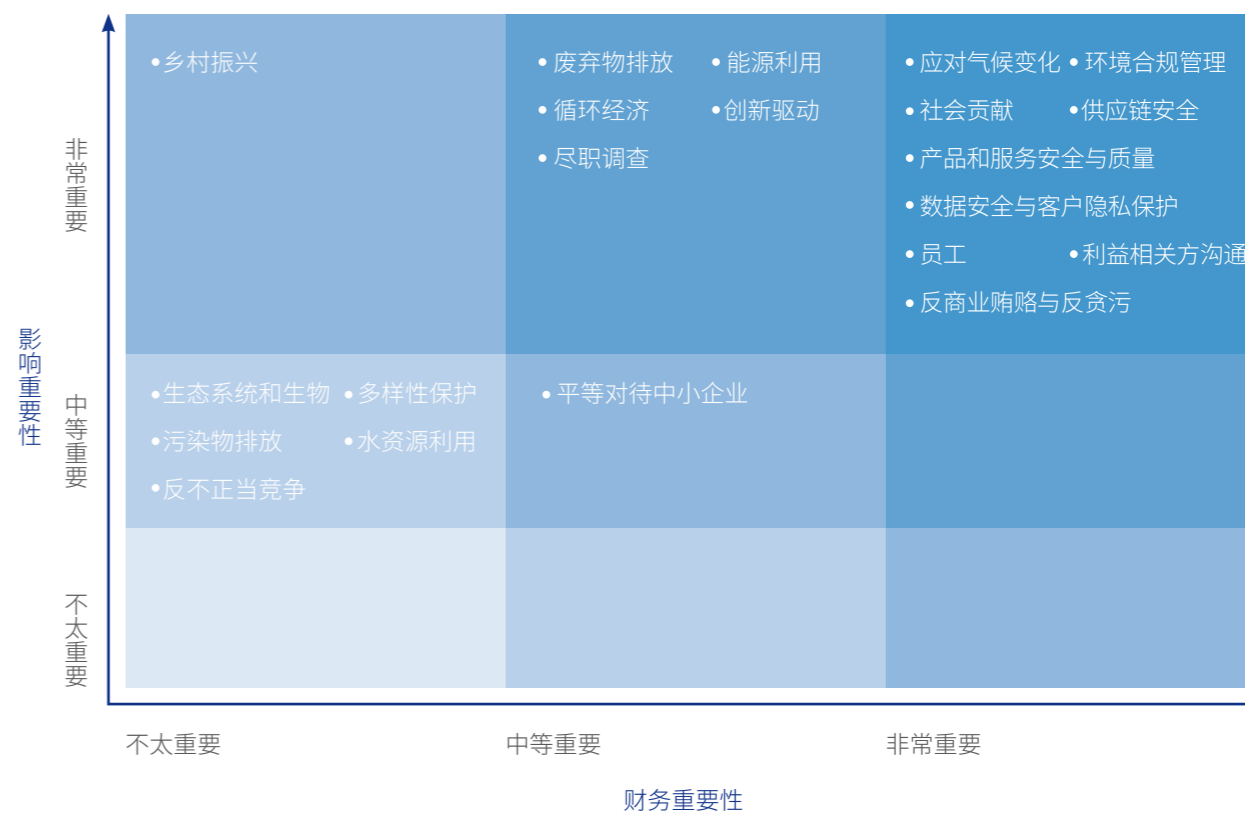 影响重要性
非常重要
•乡村振兴
• 废弃物排放 • 能源利用
• 循环经济 •创新驱动
• 尽职调查
• 应对气候变化 • 环境合规管理
• 社会贡献 •供应链安全
• 产品和服务安全与质量
• 数据安全与客户隐私保护
• 员工 •利益相关方沟通
• 反商业贿赂与反贪污
中等重要
•生态系统和生物 •多样性保护
•污染物排放 •水资源利用
•反不正当竞争
• 平等对待中小企业
不太重要
不太重要 中等重要 非常重要
财务重要性